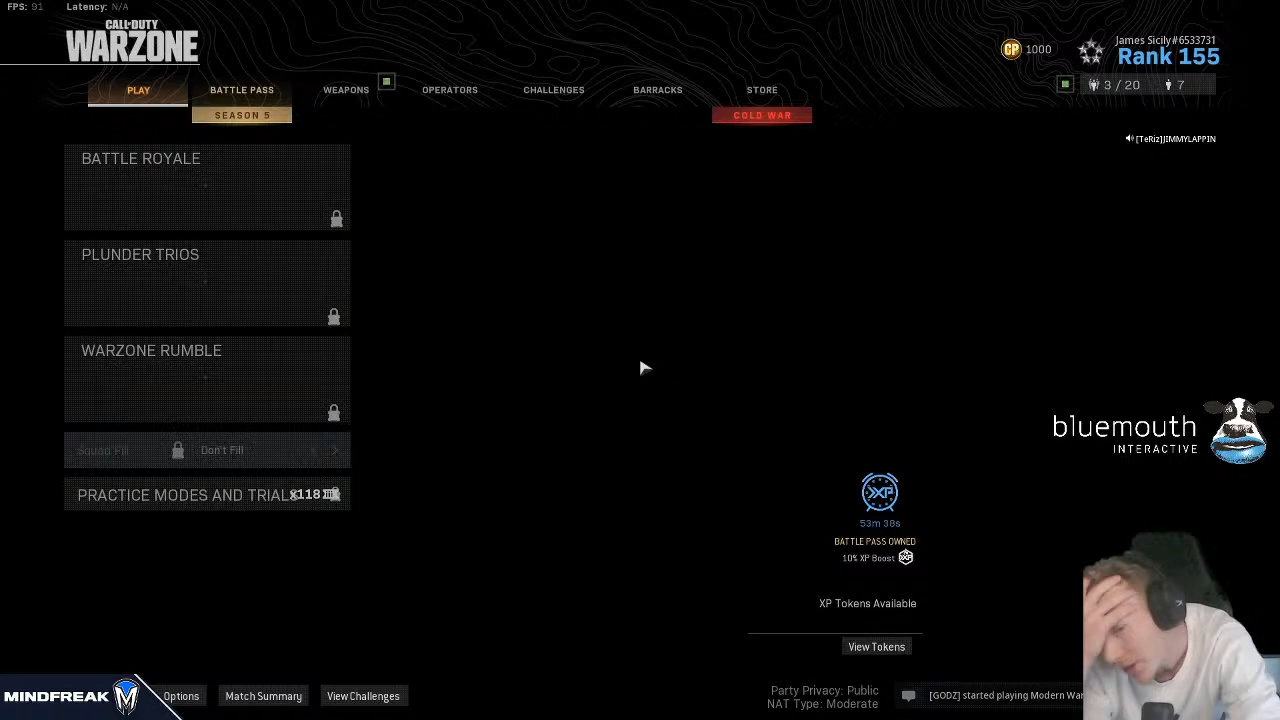 FPS: 91 Latency: N/A
CALL OF DUTY
WARZONE
CP 1000
James Sicily#6533731
Rank 155
3 / 20 7
PLAY BATTLE PASS WEAPONS OPERATORS CHALLENGES BARRACKS STORE
SEASON 5 COLD WAR
[TeRiz]JIMMYLAPPIN
BATTLE ROYALE
PLUNDER TRIOS
WARZONE RUMBLE
Squad Fill Don't Fill
PRACTICE MODES AND TRIALS
bluemouth
INTERACTIVE
XP
53m 38s
BATTLE PASS OWNED
10% XP Boost
XP Tokens Available
View Tokens
MINDFREAK Options Match Summary View Challenges
Party Privacy: Public
NAT Type: Moderate
[GODZ] started playing Modern War